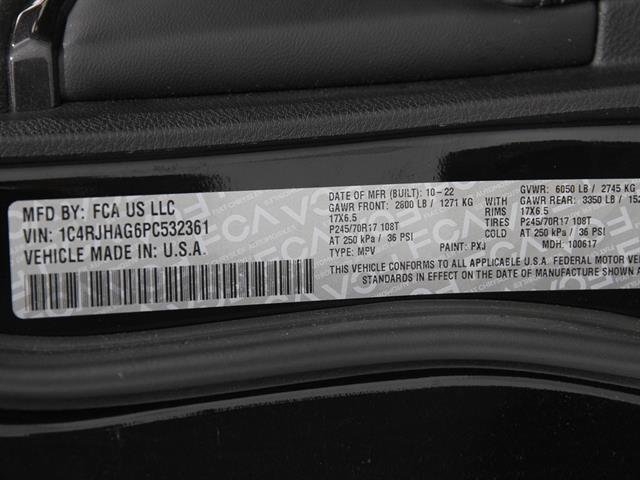 MFD BY: FCA US LLC
VIN: 1C4RJHAG6PC532361
VEHICLE MADE IN: U.S.A.
DATE OF MFR (BUILT): 10-22 GVWR: 6050 LB / 2745 KG
GAWR FRONT: 2800 LB / 1271 KG WITH GAWR REAR: 3350 LB /
17X6.5 RIMS 17X6.5
P245/70R17 108T TIRES P245/70R17 108T
AT 250 kPa / 36 PSI COLD AT 250 kPa / 36 PSI
TYPE: MPV PAINT: PXJ MDH: 100617
THIS VEHICLE CONFORMS TO ALL APPLICABLE U.S.A. FEDERAL MOTOR
STANDARDS IN EFFECT ON THE DATE OF MANUFACTURE SHOWN